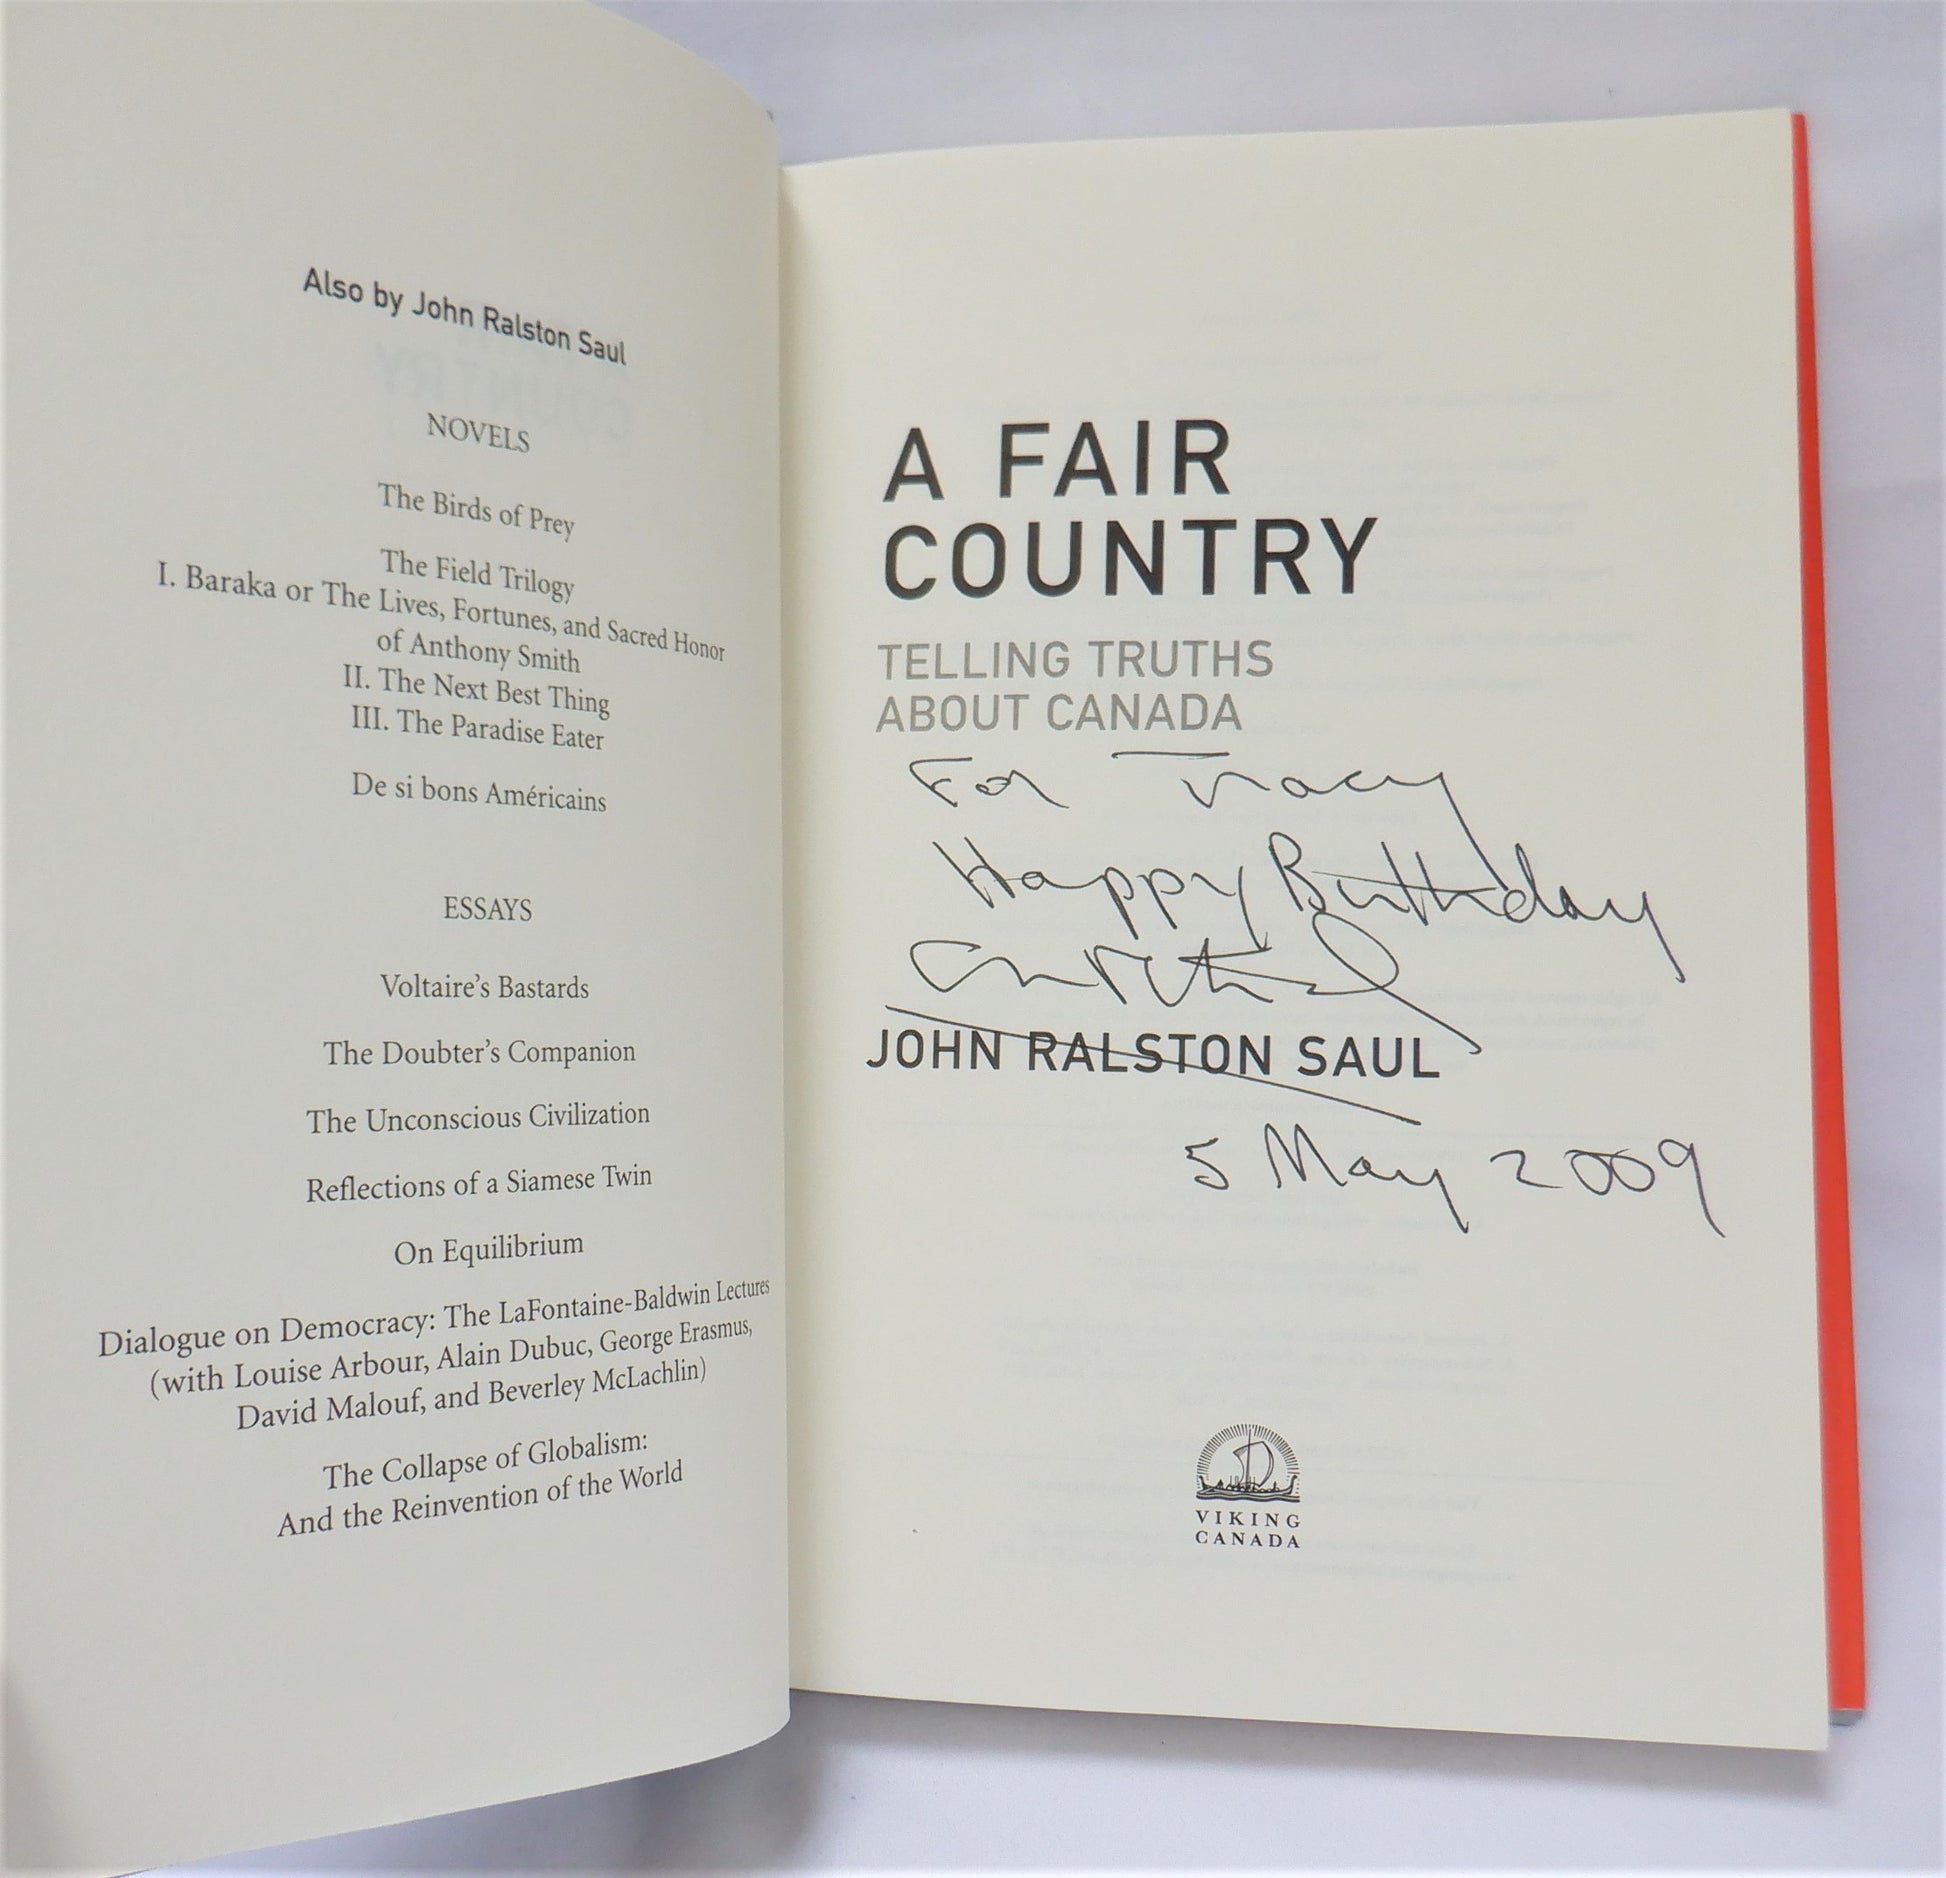 Also by John Ralston Saul
NOVELS
The Birds of Prey
The Field Trilogy
I. Baraka or The Lives, Fortunes, and Sacred Honor
of Anthony Smith
II. The Next Best Thing
III. The Paradise Eater
De si bons Américains
ESSAYS
Voltaire's Bastards
The Doubter's Companion
The Unconscious Civilization
Reflections of a Siamese Twin
On Equilibrium
Dialogue on Democracy: The LaFontaine-Baldwin Lectures
(with Louise Arbour, Alain Dubuc, George Erasmus,
David Malouf, and Beverley McLachlin)
The Collapse of Globalism:
And the Reinvention of the World
A FAIR
COUNTRY
TELLING TRUTHS
ABOUT CANADA
For Tracy
Happy Birthday
JOHN RALSTON SAUL
5 May 2009
VIKING
CANADA